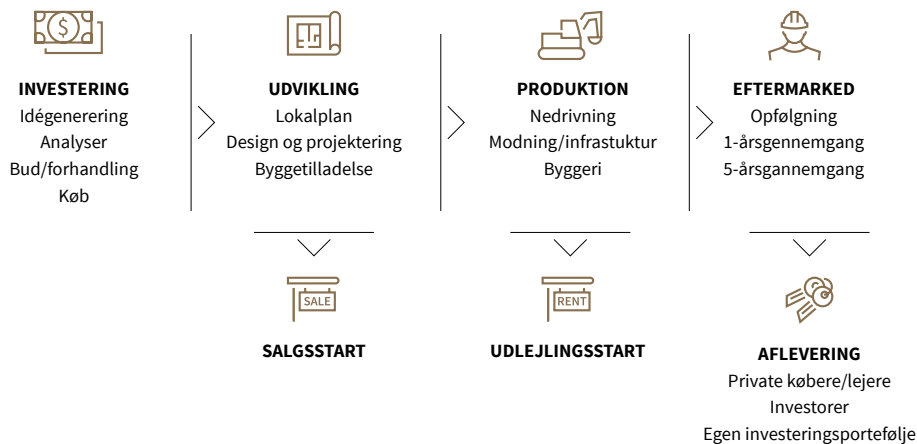 INVESTERING
Idégenerering
Analyser
Bud/forhandling
Køb
UDVIKLING
Lokalplan
Design og projektering
Byggetilladelse
PRODUKTION
Nedrivning
Modning/infrastuktur
Byggeri
EFTERMARKED
Opfølgning
1-årsgennemgang
5-årsgannemgang
SALE
SALGSSTART
RENT
UDLEJLINGSSTART
AFLEVERING
Private købere/lejere
Investorer
Egen investeringsportefølje